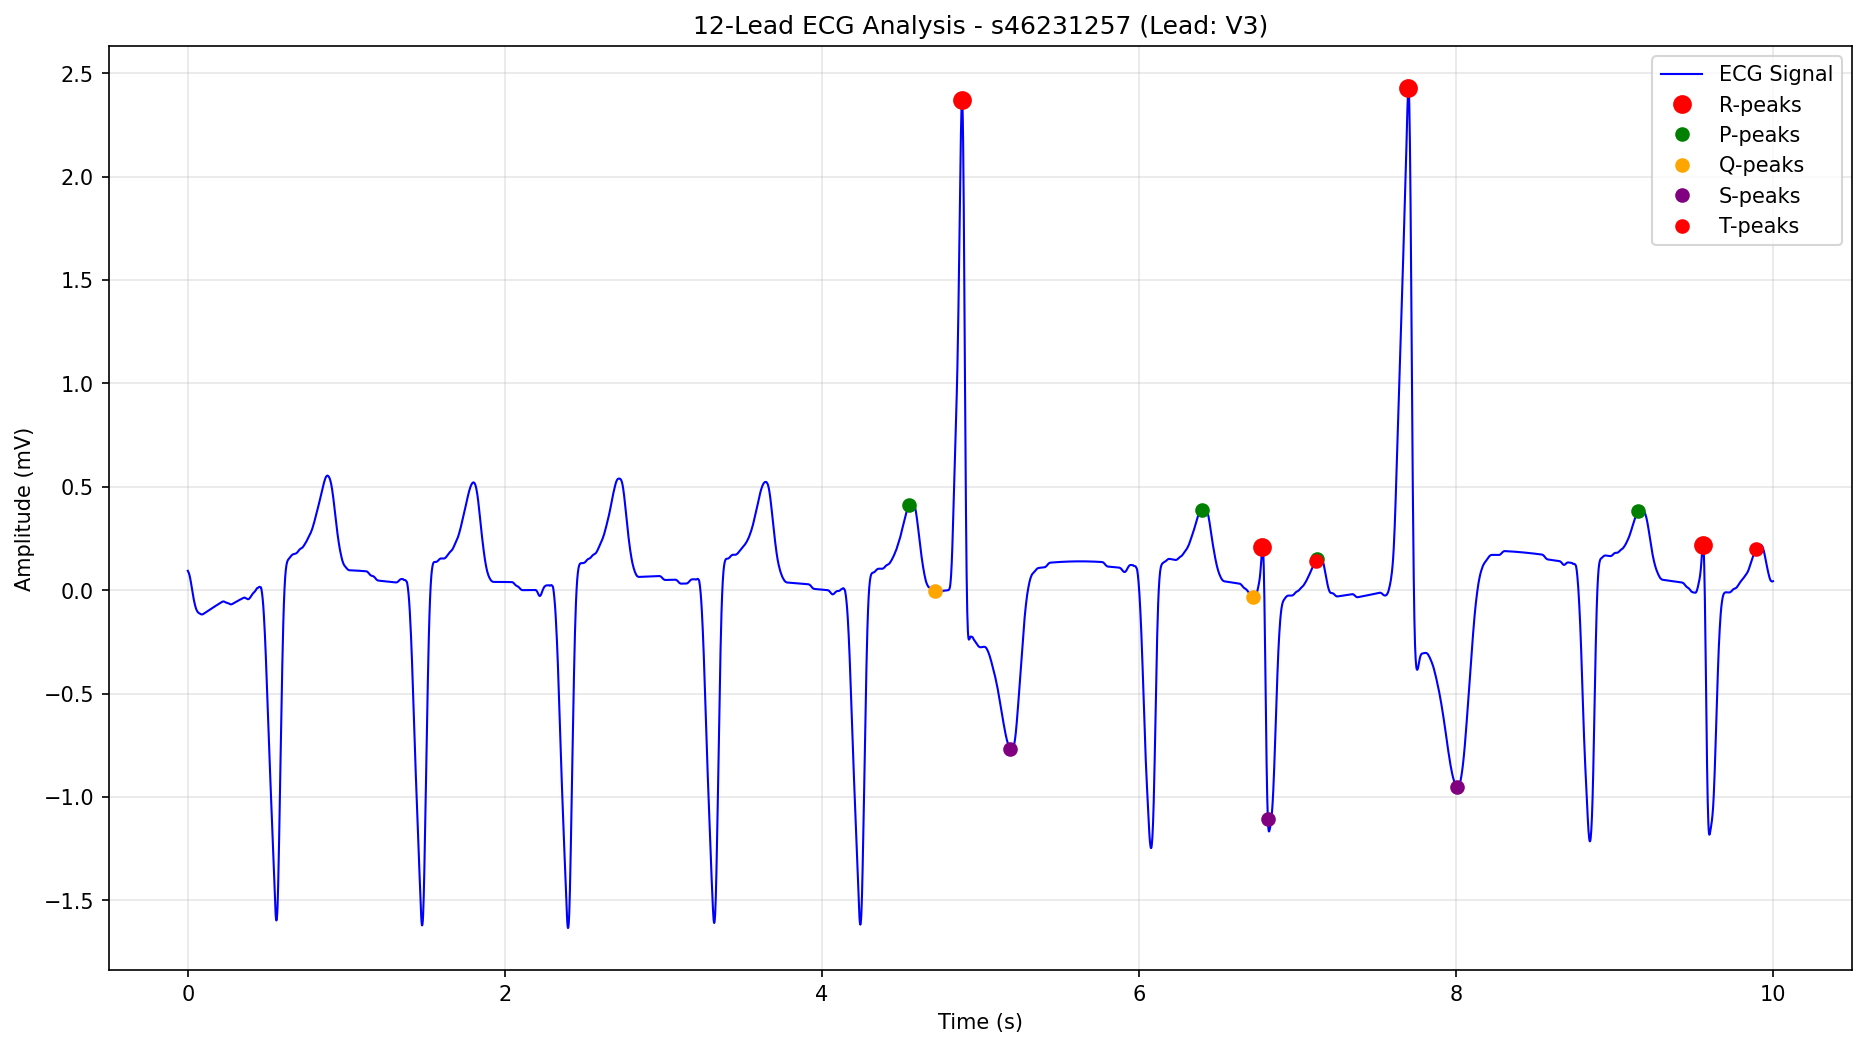 12-Lead ECG Analysis - s46231257 (Lead: V3)
ECG Signal
R-peaks
P-peaks
Q-peaks
S-peaks
T-peaks
Amplitude (mV)
2.5
2.0
1.5
1.0
0.5
0.0
−0.5
−1.0
−1.5
0 2 4 6 8 10
Time (s)